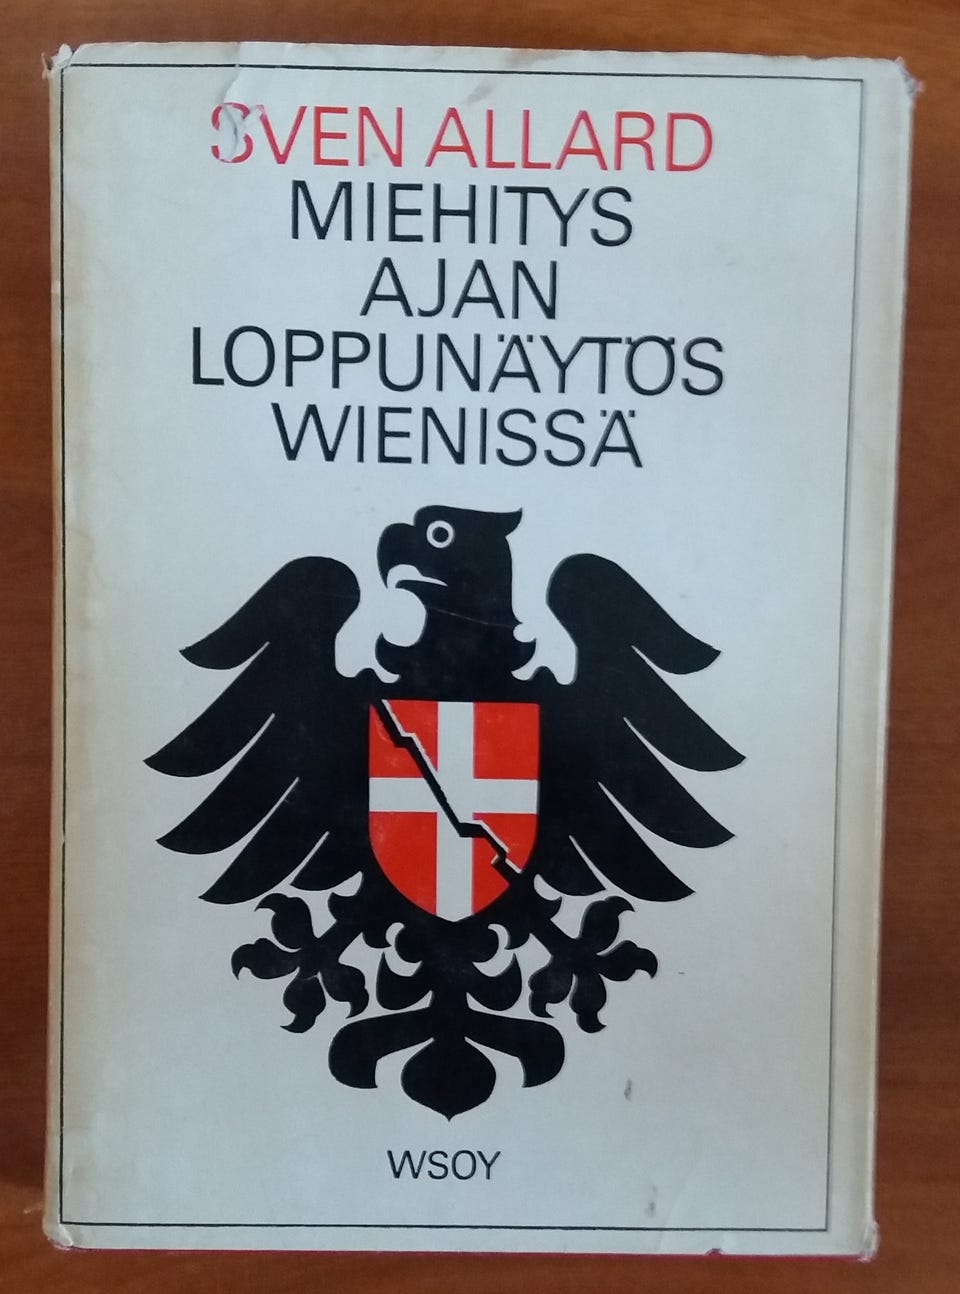 SVEN ALLARD
MIEHITYS
AJAN
LOPPUNÄYTÖS
WIENISSÄ
WSOY